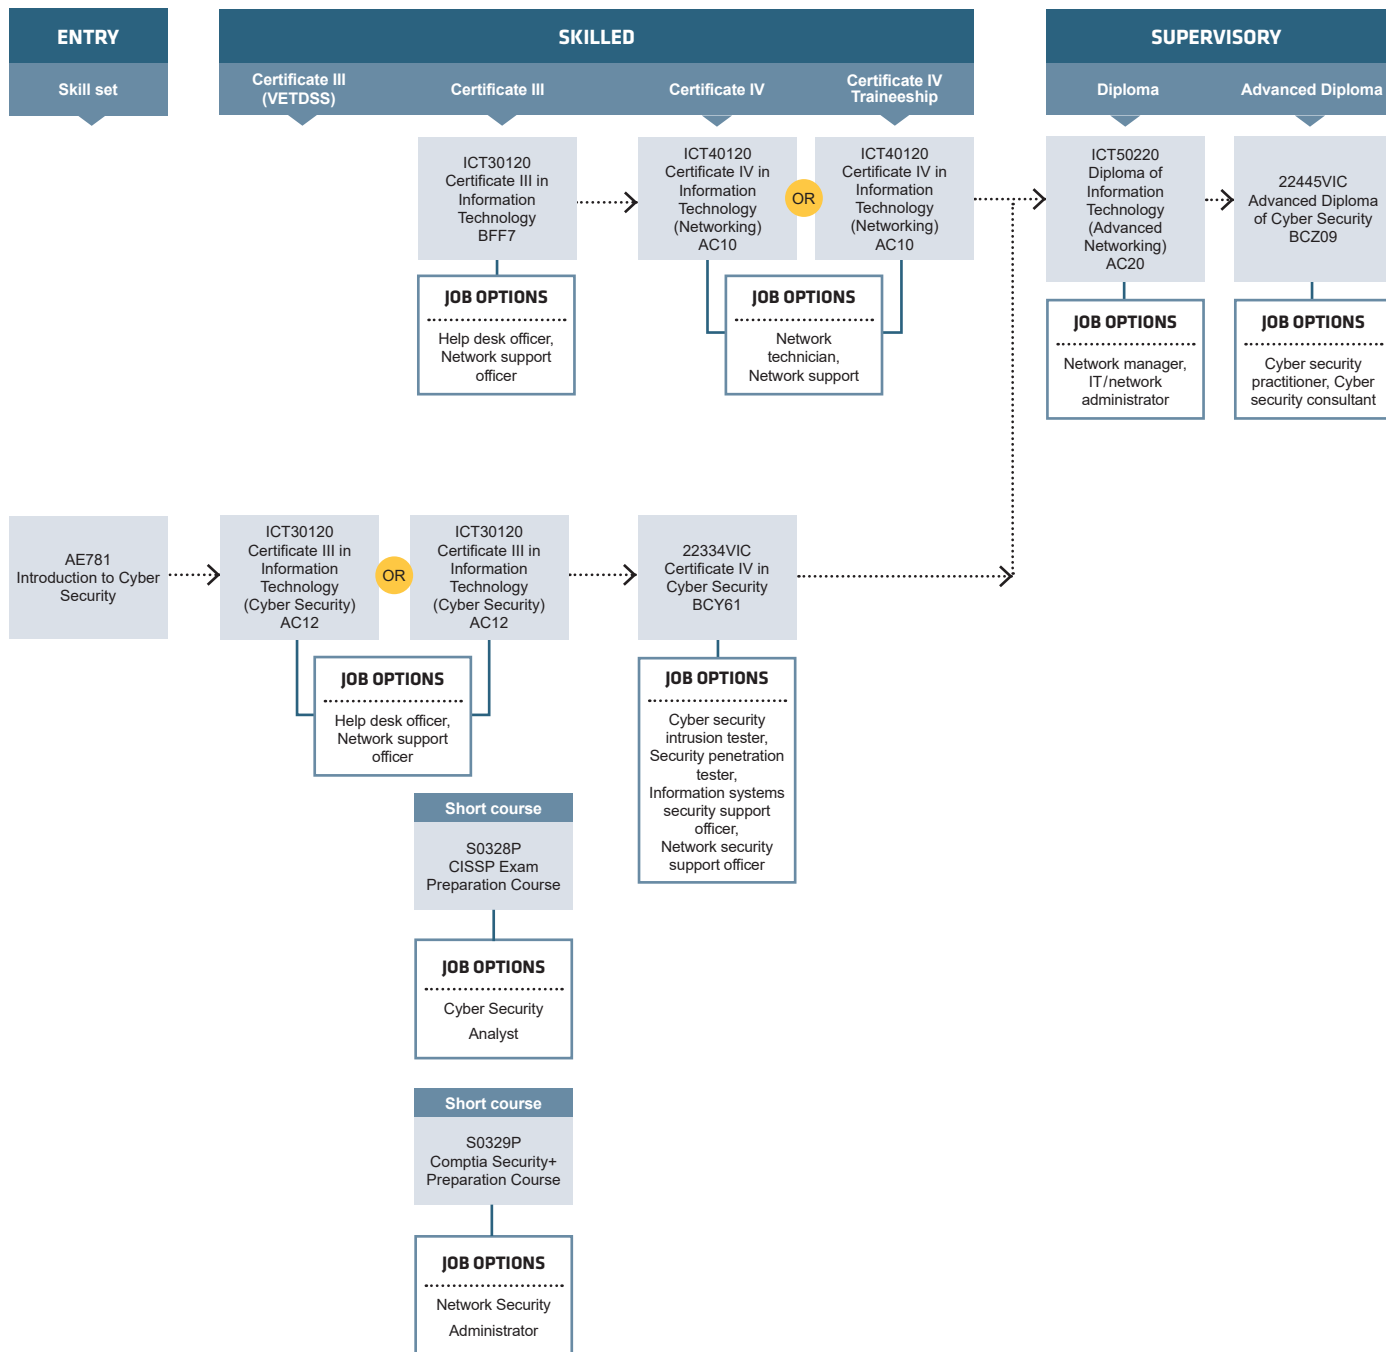 ENTRY
SKILLED
SUPERVISORY
Skill set
Certificate III
(VETDSS)
Certificate III
Certificate IV
Certificate IV
Traineeship
Diploma
Advanced Diploma
ICT30120
Certificate III in
Information
Technology
BFF7
ICT40120
Certificate IV in
Information
Technology
(Networking)
AC10
OR
ICT40120
Certificate IV in
Information
Technology
(Networking)
AC10
ICT50220
Diploma of
Information
Technology
(Advanced
Networking)
AC20
22445VIC
Advanced Diploma
of Cyber Security
BCZ09
JOB OPTIONS
Help desk officer,
Network support
officer
JOB OPTIONS
Network
technician,
Network support
JOB OPTIONS
Network manager,
IT/network
administrator
JOB OPTIONS
Cyber security
practitioner, Cyber
security consultant
AE781
Introduction to Cyber
Security
ICT30120
Certificate III in
Information
Technology
(Cyber Security)
AC12
OR
ICT30120
Certificate III in
Information
Technology
(Cyber Security)
AC12
22334VIC
Certificate IV in
Cyber Security
BCY61
JOB OPTIONS
Help desk officer,
Network support
officer
JOB OPTIONS
Cyber security
intrusion tester,
Security penetration
tester,
Information systems
security support
officer,
Network security
support officer
Short course
S0328P
CISSP Exam
Preparation Course
JOB OPTIONS
Cyber Security
Analyst
Short course
S0329P
Comptia Security+
Preparation Course
JOB OPTIONS
Network Security
Administrator